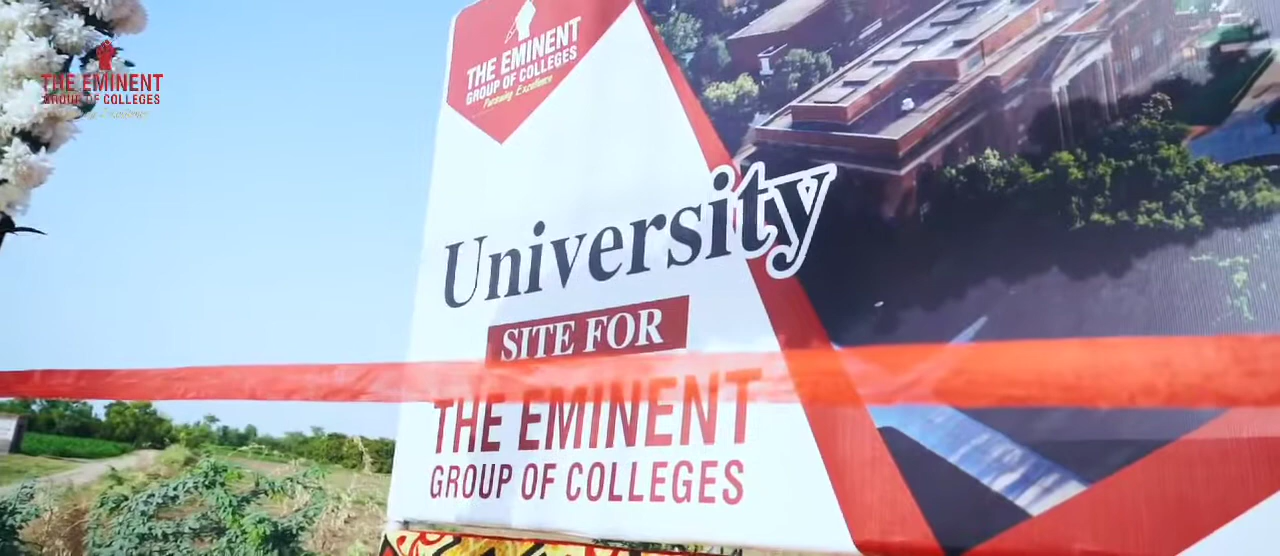 THE EMINENT
GROUP OF COLLEGES
THE EMINENT
GROUP OF COLLEGES
Pursuing Excellence
University
SITE FOR
THE EMINENT
GROUP OF COLLEGES